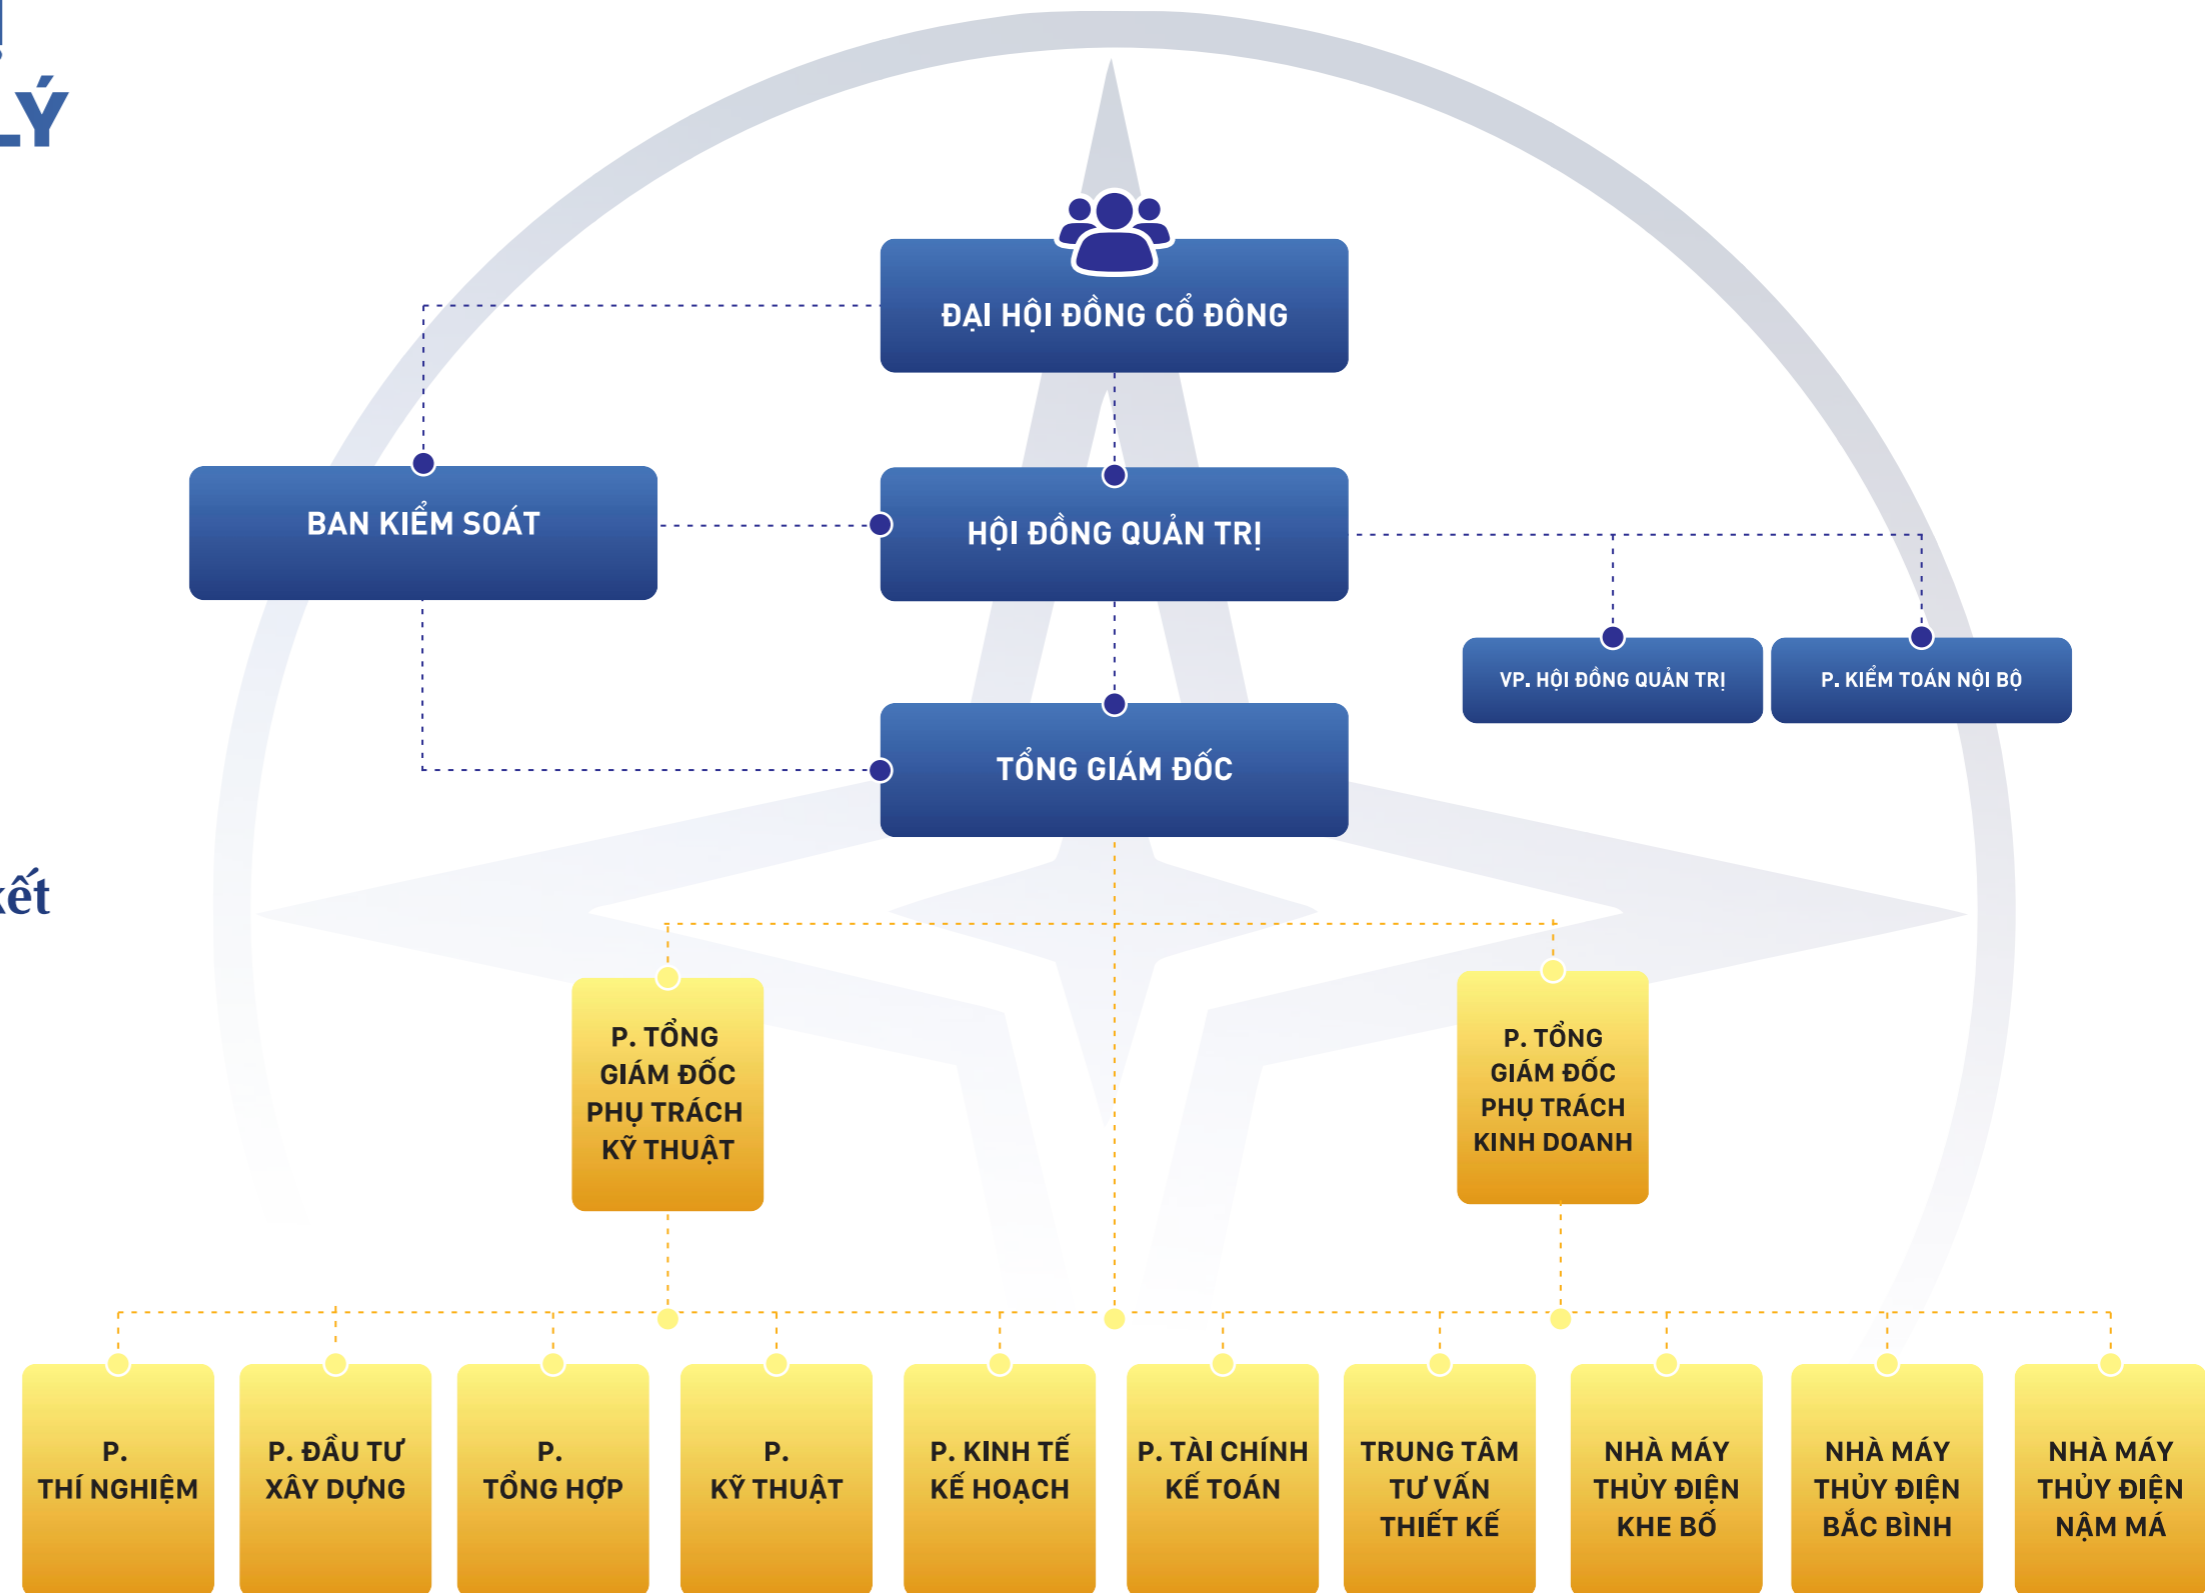 LÝ
ĐẠI HỘI ĐỒNG CỔ ĐÔNG
BAN KIỂM SOÁT
HỘI ĐỒNG QUẢN TRỊ
VP. HỘI ĐỒNG QUẢN TRỊ
P. KIỂM TOÁN NỘI BỘ
TỔNG GIÁM ĐỐC
kết
P. TỔNG
GIÁM ĐỐC
PHỤ TRÁCH
KỸ THUẬT
P. TỔNG
GIÁM ĐỐC
PHỤ TRÁCH
KINH DOANH
P.
THÍ NGHIỆM
P. ĐẦU TƯ
XÂY DỰNG
P.
TỔNG HỢP
P.
KỸ THUẬT
P. KINH TẾ
KẾ HOẠCH
P. TÀI CHÍNH
KẾ TOÁN
TRUNG TÂM
TƯ VẤN
THIẾT KẾ
NHÀ MÁY
THỦY ĐIỆN
KHE BỐ
NHÀ MÁY
THỦY ĐIỆN
BẮC BÌNH
NHÀ MÁY
THỦY ĐIỆN
NẬM MÁ